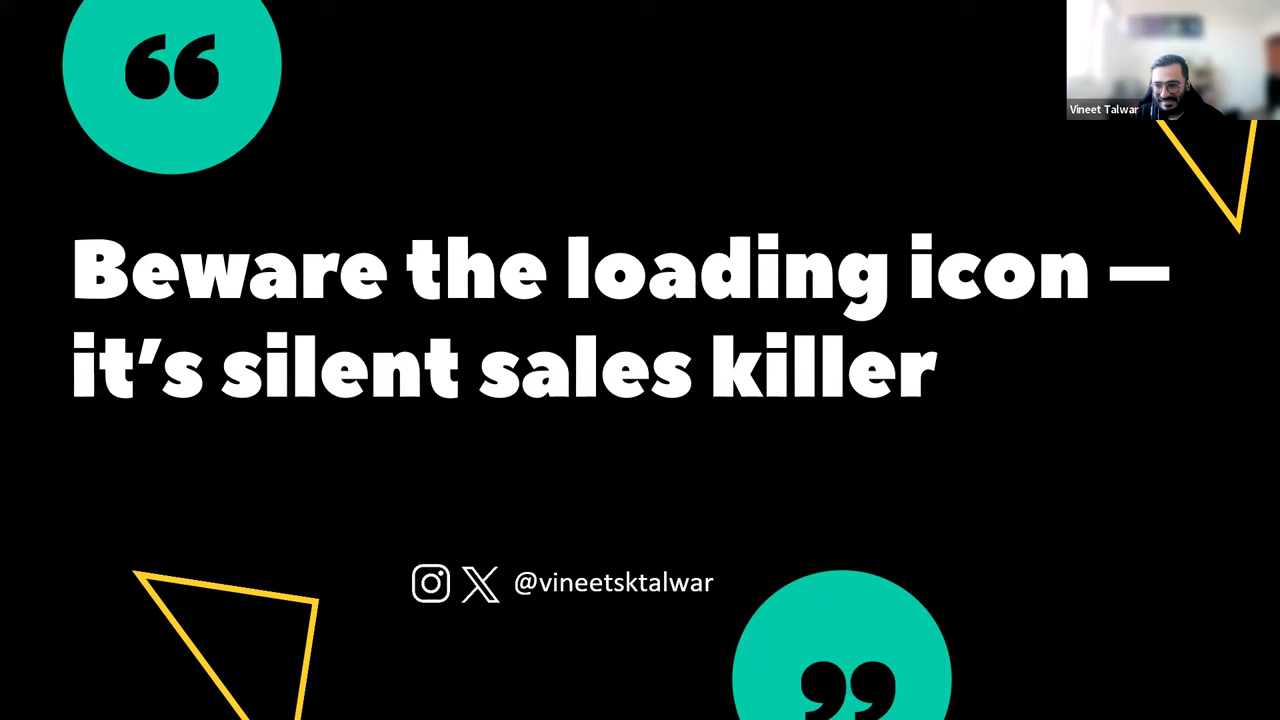 “
Vineet Talwar
Beware the loading icon —
it’s silent sales killer
@vineetsktalwar
”